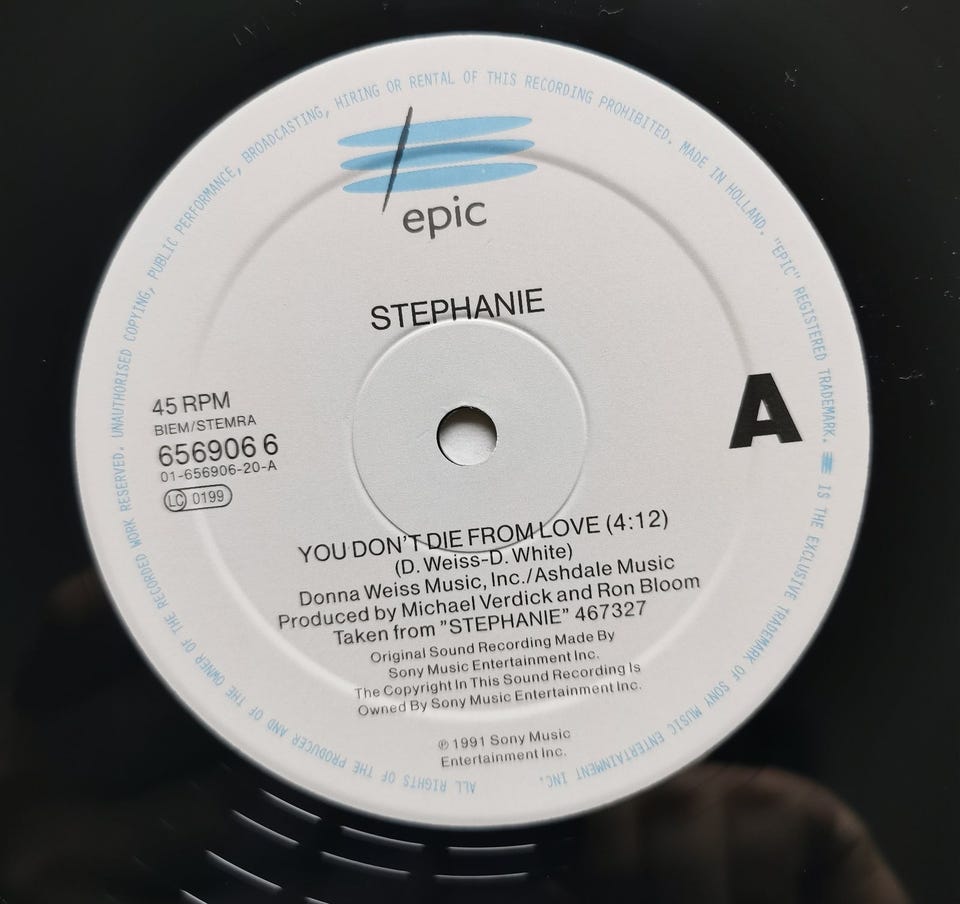 epic
STEPHANIE
A
45 RPM
BIEM/STEMRA
656906 6
01-656906-20-A
LC 0199
YOU DON'T DIE FROM LOVE (4:12)
(D. Weiss-D. White)
Donna Weiss Music, Inc./Ashdale Music
Produced by Michael Verdick and Ron Bloom
Taken from "STEPHANIE" 467327
Original Sound Recording Made By
Sony Music Entertainment Inc.
The Copyright In This Sound Recording Is
Owned By Sony Music Entertainment Inc.
℗ 1991 Sony Music
Entertainment Inc.
ALL RIGHTS OF THE PRODUCER AND OF THE OWNER OF THE RECORDED WORK RESERVED. UNAUTHORISED COPYING, PUBLIC PERFORMANCE, BROADCASTING, HIRING OR RENTAL OF THIS RECORDING PROHIBITED. MADE IN HOLLAND. "EPIC" REGISTERED TRADEMARK. IS THE EXCLUSIVE TRADEMARK OF SONY MUSIC ENTERTAINMENT INC.